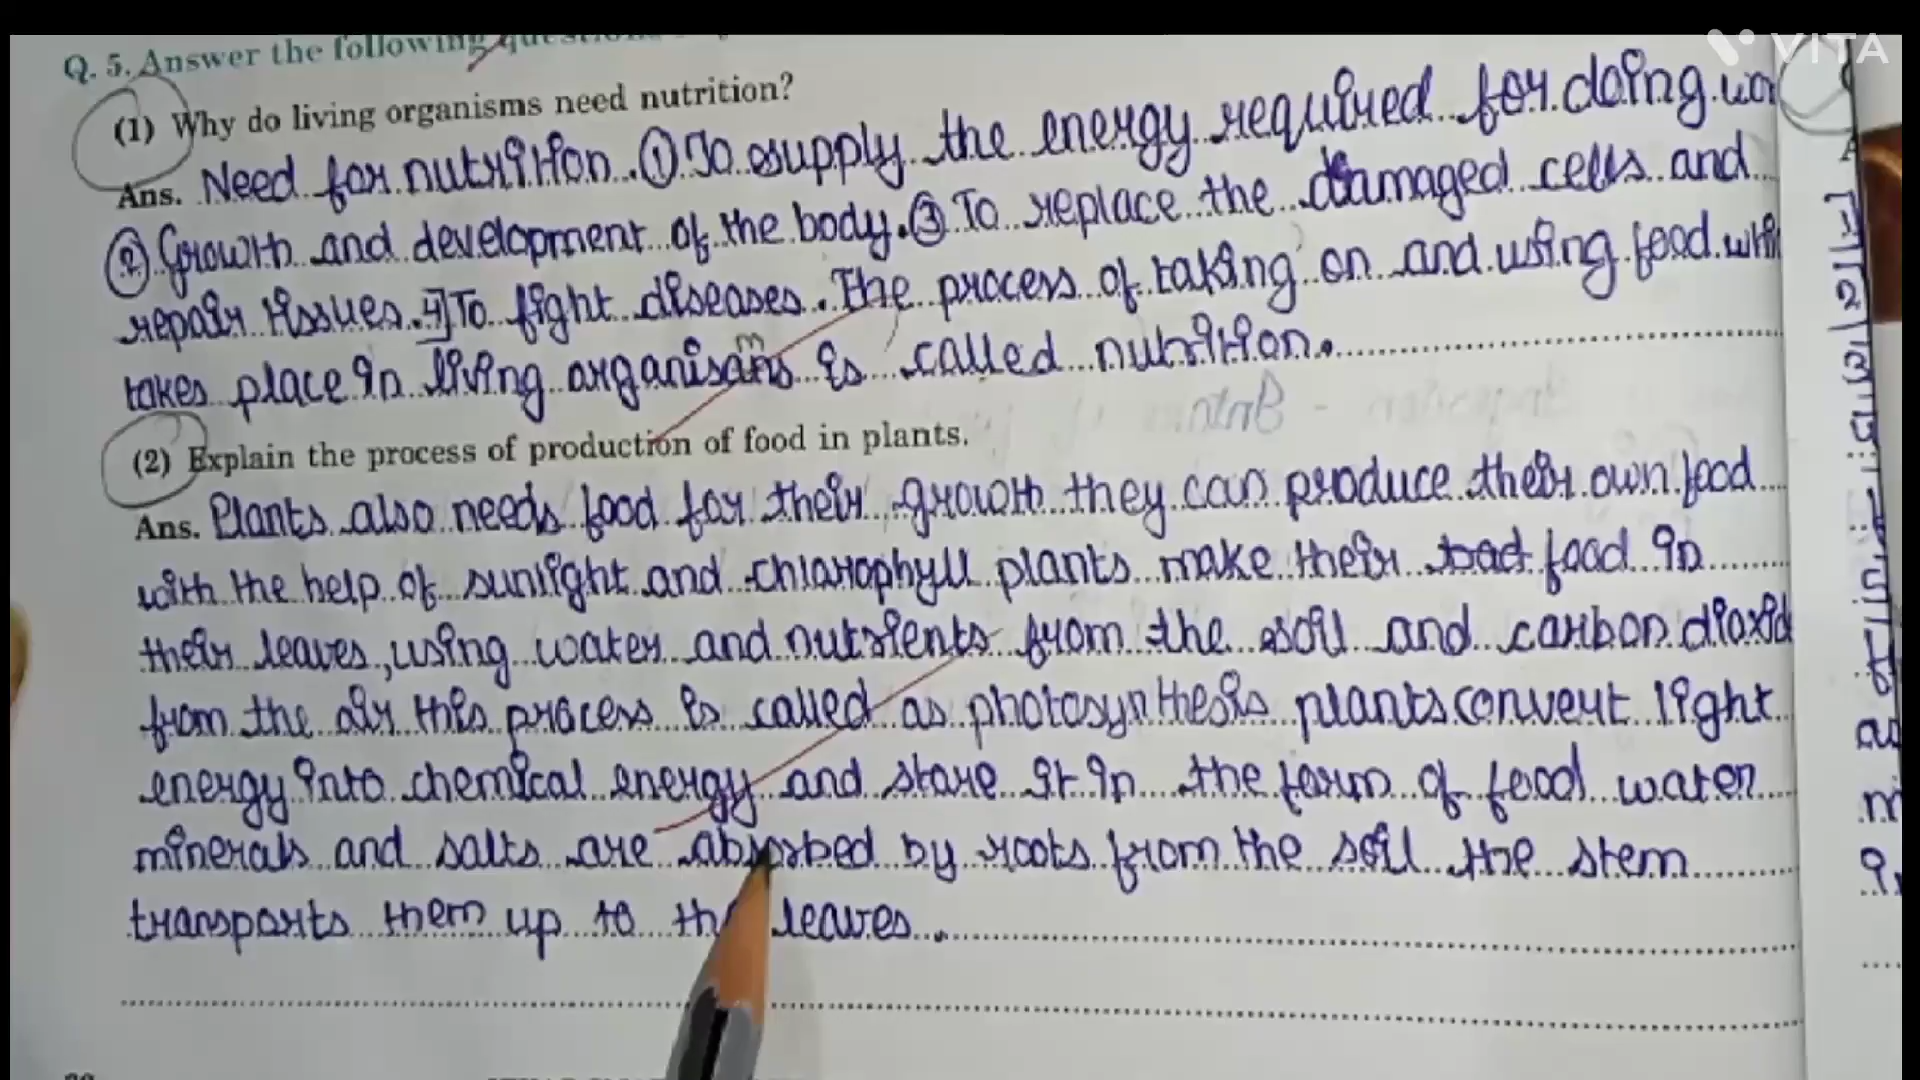 VITA
Q. 5. Answer the following questions
(1) Why do living organisms need nutrition?
Ans. Need for nutrition. ① To supply the energy required for doing
② Growth and development of the body. ③ To replace the damaged cells and
repair tissues. 4] To fight diseases. The process of taking on and using food
takes place in living organisms is called nutrition.
(2) Explain the process of production of food in plants.
Ans. Plants also needs food for their growth they can produce their own food
with the help of sunlight and chlorophyll plants make their food in
their leaves, using water and nutrients from the soil and carbon dioxid
from the air this process is called as photosynthesis plants convert light
energy into chemical energy and store it in the form of food water
minerals and salts are absorbed by roots from the soil the stem
transports them up to the leaves.